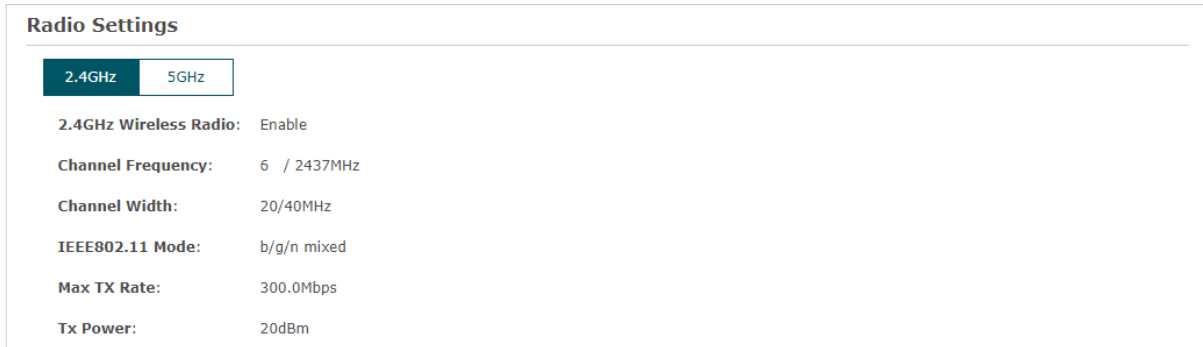 Radio Settings
2.4GHz 5GHz
2.4GHz Wireless Radio: Enable
Channel Frequency: 6 / 2437MHz
Channel Width: 20/40MHz
IEEE802.11 Mode: b/g/n mixed
Max TX Rate: 300.0Mbps
Tx Power: 20dBm